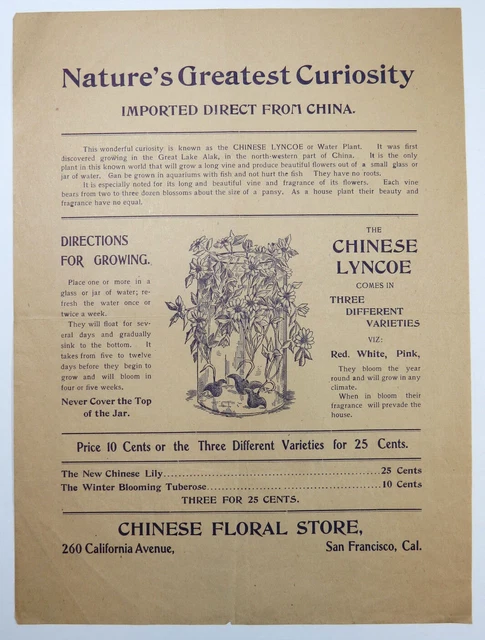 Nature's Greatest Curiosity
IMPORTED DIRECT FROM CHINA.
This wonderful curiosity is known as the CHINESE LYNCOE or Water Plant. It was first
discovered growing in the Great Lake Alak, in the north-western part of China. It is the only
plant in this known world that will grow a long vine and produce beautiful flowers out of a small glass or
jar of water. Gan be grown in aquariums with fish and not hurt the fish They have no roots.
It is especially noted for its long and beautiful vine and fragrance of its flowers. Each vine
bears from two to three dozen blossoms about the size of a pansy. As a house plant their beauty and
fragrance have no equal.
DIRECTIONS
FOR GROWING.
Place one or more in a
glass or jar of water; re-
fresh the water once or
twice a week.
They will float for sev-
eral days and gradually
sink to the bottom. It
takes from five to twelve
days before they begin to
grow and will bloom in
four or five weeks.
Never Cover the Top
of the Jar.
THE
CHINESE
LYNCOE
COMES IN
THREE
DIFFERENT
VARIETIES
VIZ:
Red. White, Pink,
They bloom the year
round and will grow in any
climate.
When in bloom their
fragrance will prevade the
house.
Price 10 Cents or the Three Different Varieties for 25 Cents.
The New Chinese Lily........................................................25 Cents
The Winter Blooming Tuberose.............................................10 Cents
THREE FOR 25 CENTS.
CHINESE FLORAL STORE,
260 California Avenue, San Francisco, Cal.